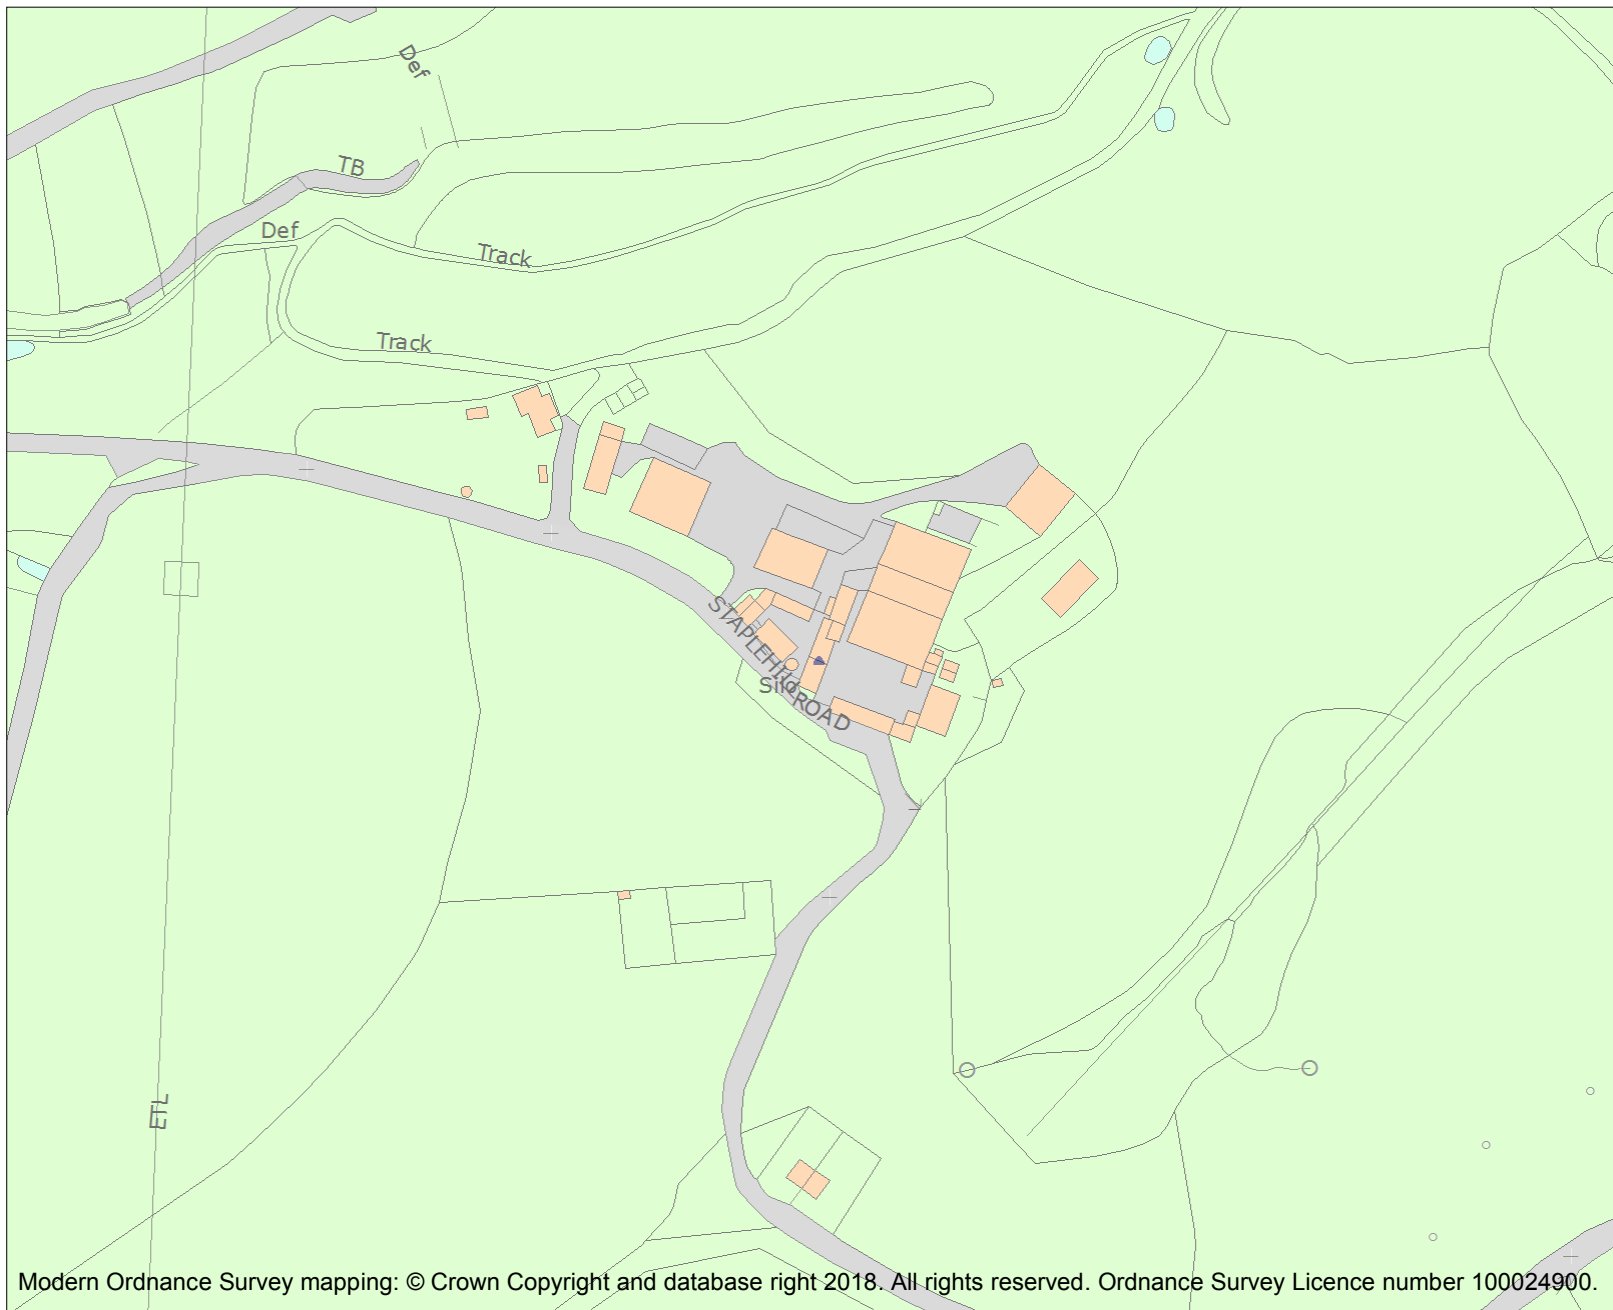 Def
TB
Def
Track
Track
STAPLEHILL ROAD
Silo
ETL
Modern Ordnance Survey mapping: © Crown Copyright and database right 2018. All rights reserved. Ordnance Survey Licence number 100024900.